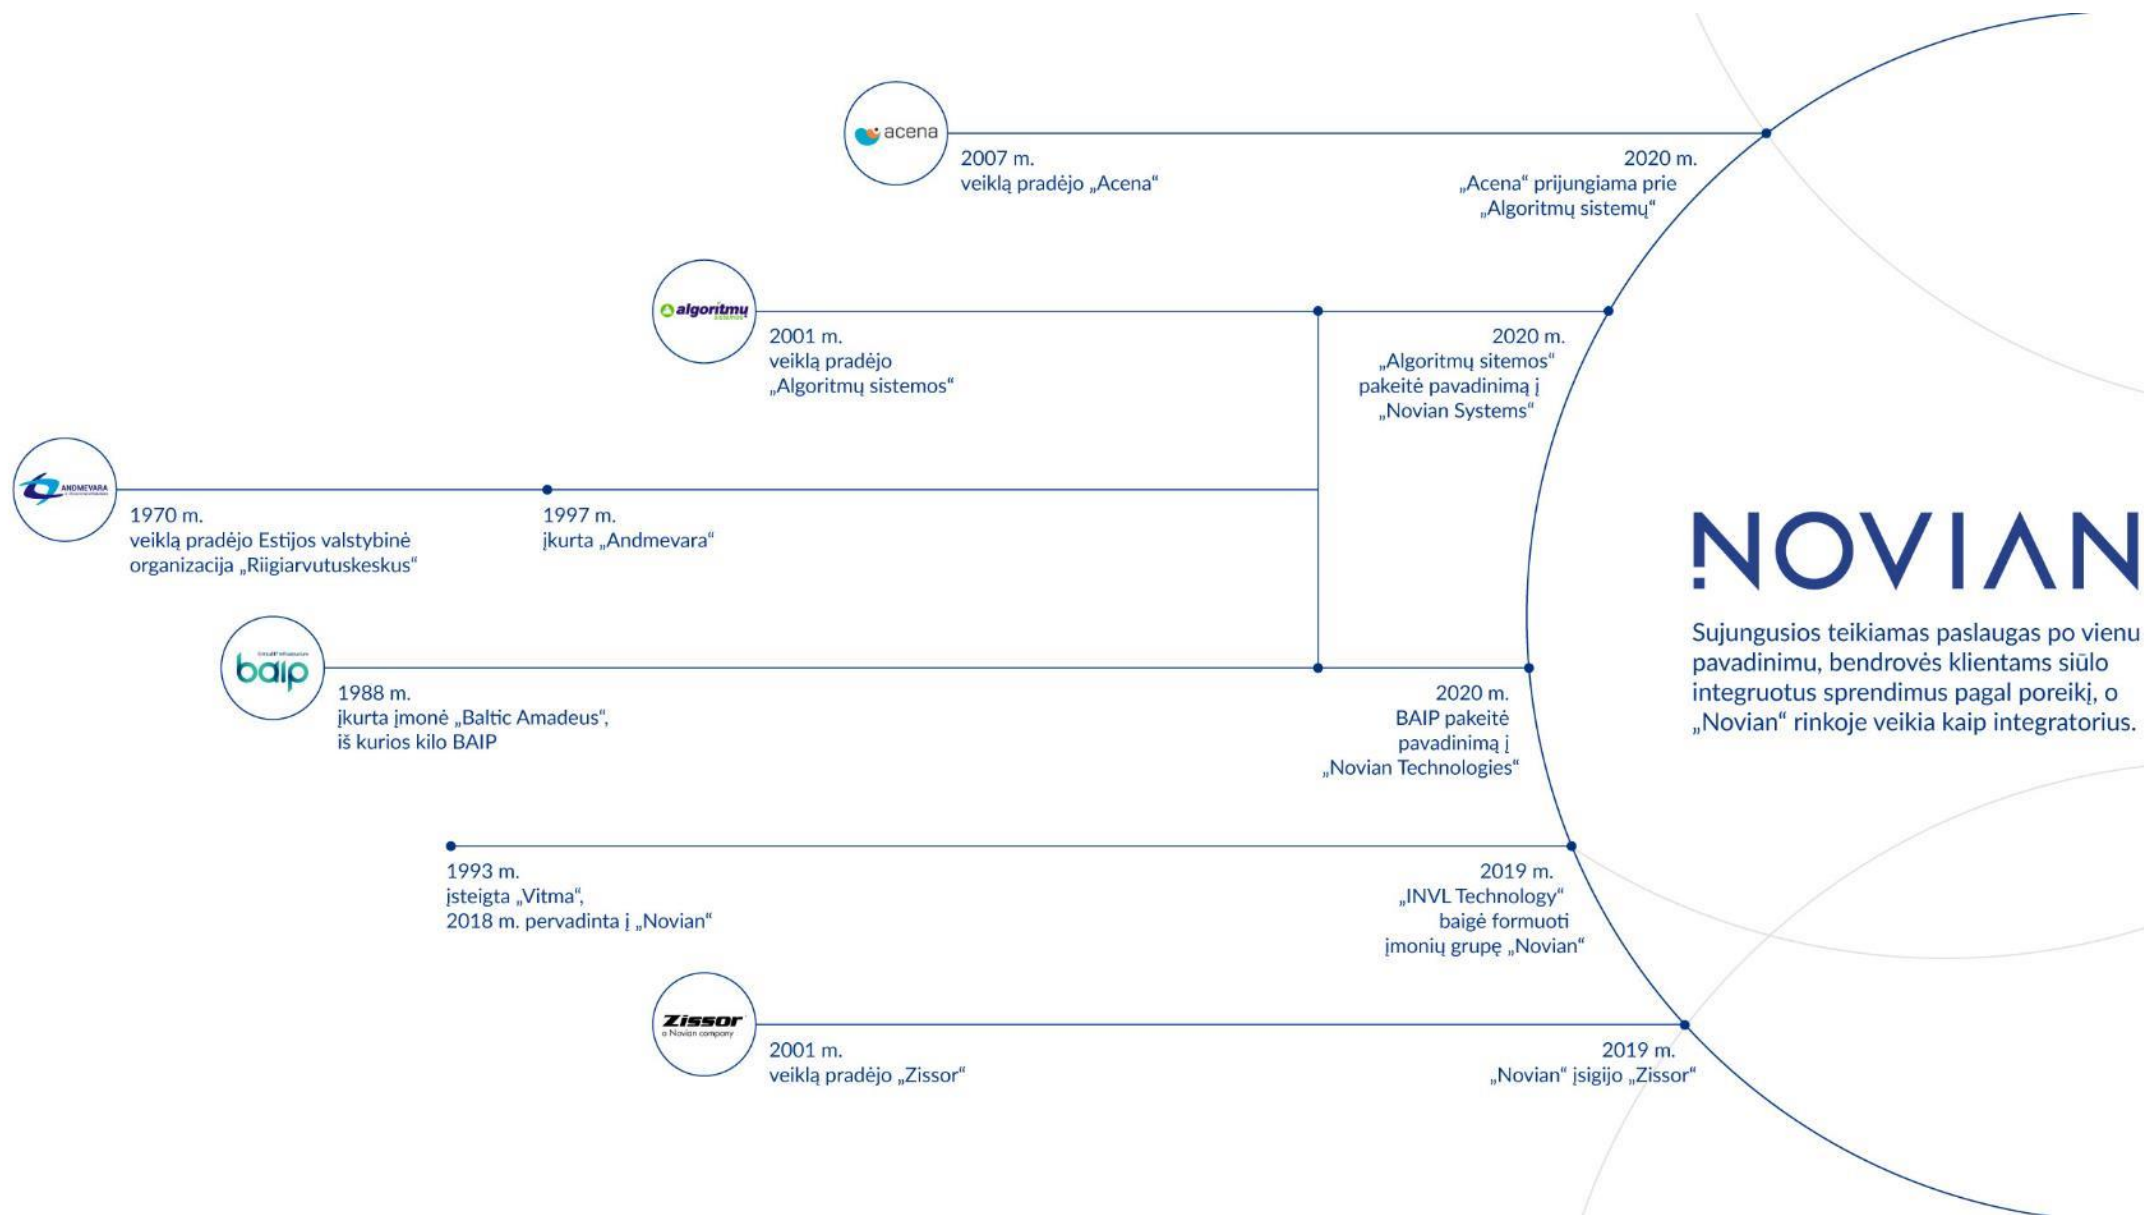 acena
2007 m.
veiklą pradėjo „Acena“
2020 m.
„Acena“ prijungiama prie
„Algoritmų sistemų“
algoritmų
sistemos
2001 m.
veiklą pradėjo
„Algoritmų sistemos“
2020 m.
„Algoritmų sitemos“
pakeitė pavadinimą į
„Novian Systems“
ANDMEVARA
1970 m.
veiklą pradėjo Estijos valstybinė
organizacija „Riigiarvutuskeskus“
1997 m.
įkurta „Andmevara“
baip
1988 m.
įkurta įmonė „Baltic Amadeus“,
iš kurios kilo BAIP
2020 m.
BAIP pakeitė
pavadinimą į
„Novian Technologies“
NOVIAN
Sujungusios teikiamas paslaugas po vienu
pavadinimu, bendrovės klientams siūlo
integruotus sprendimus pagal poreikį, o
„Novian“ rinkoje veikia kaip integratorius.
1993 m.
įsteigta „Vitma“,
2018 m. pervadinta į „Novian“
2019 m.
„INVL Technology“
baigė formuoti
įmonių grupę „Novian“
Zissor
a Novian company
2001 m.
veiklą pradėjo „Zissor“
2019 m.
„Novian“ įsigijo „Zissor“